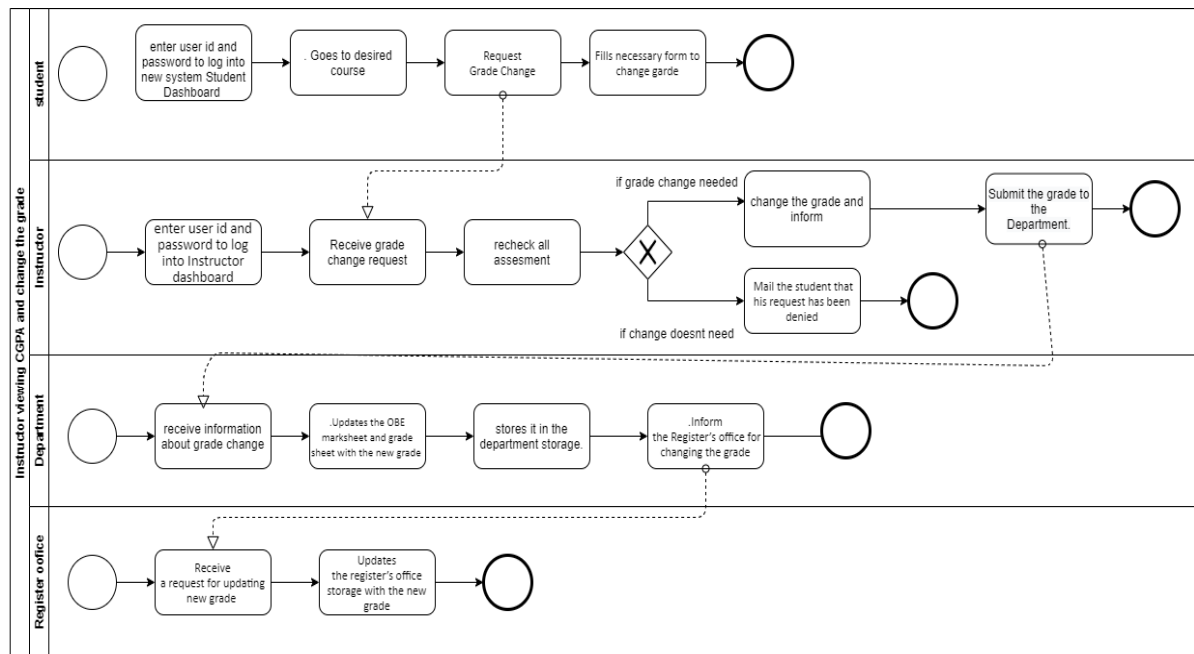 Instructor viewing CGPA and change the grade
student
enter user id and
password to log into
new system Student
Dashboard
. Goes to desired
course
Request
Grade Change
Fills necessary form to
change garde
Instructor
enter user id and
password to log
into Instructor
dashboard
Receive grade
change request
recheck all
assesment
if grade change needed
change the grade and
inform
Submit the grade to
the
Department.
if change doesnt need
Mail the student that
his request has been
denied
Department
receive information
about grade change
.Updates the OBE
marksheet and grade
sheet with the new grade
stores it in the
department storage.
.Inform
the Register's office for
changing the grade
Register oofice
Receive
a request for updating
new grade
Updates
the register's office
storage with the new
grade